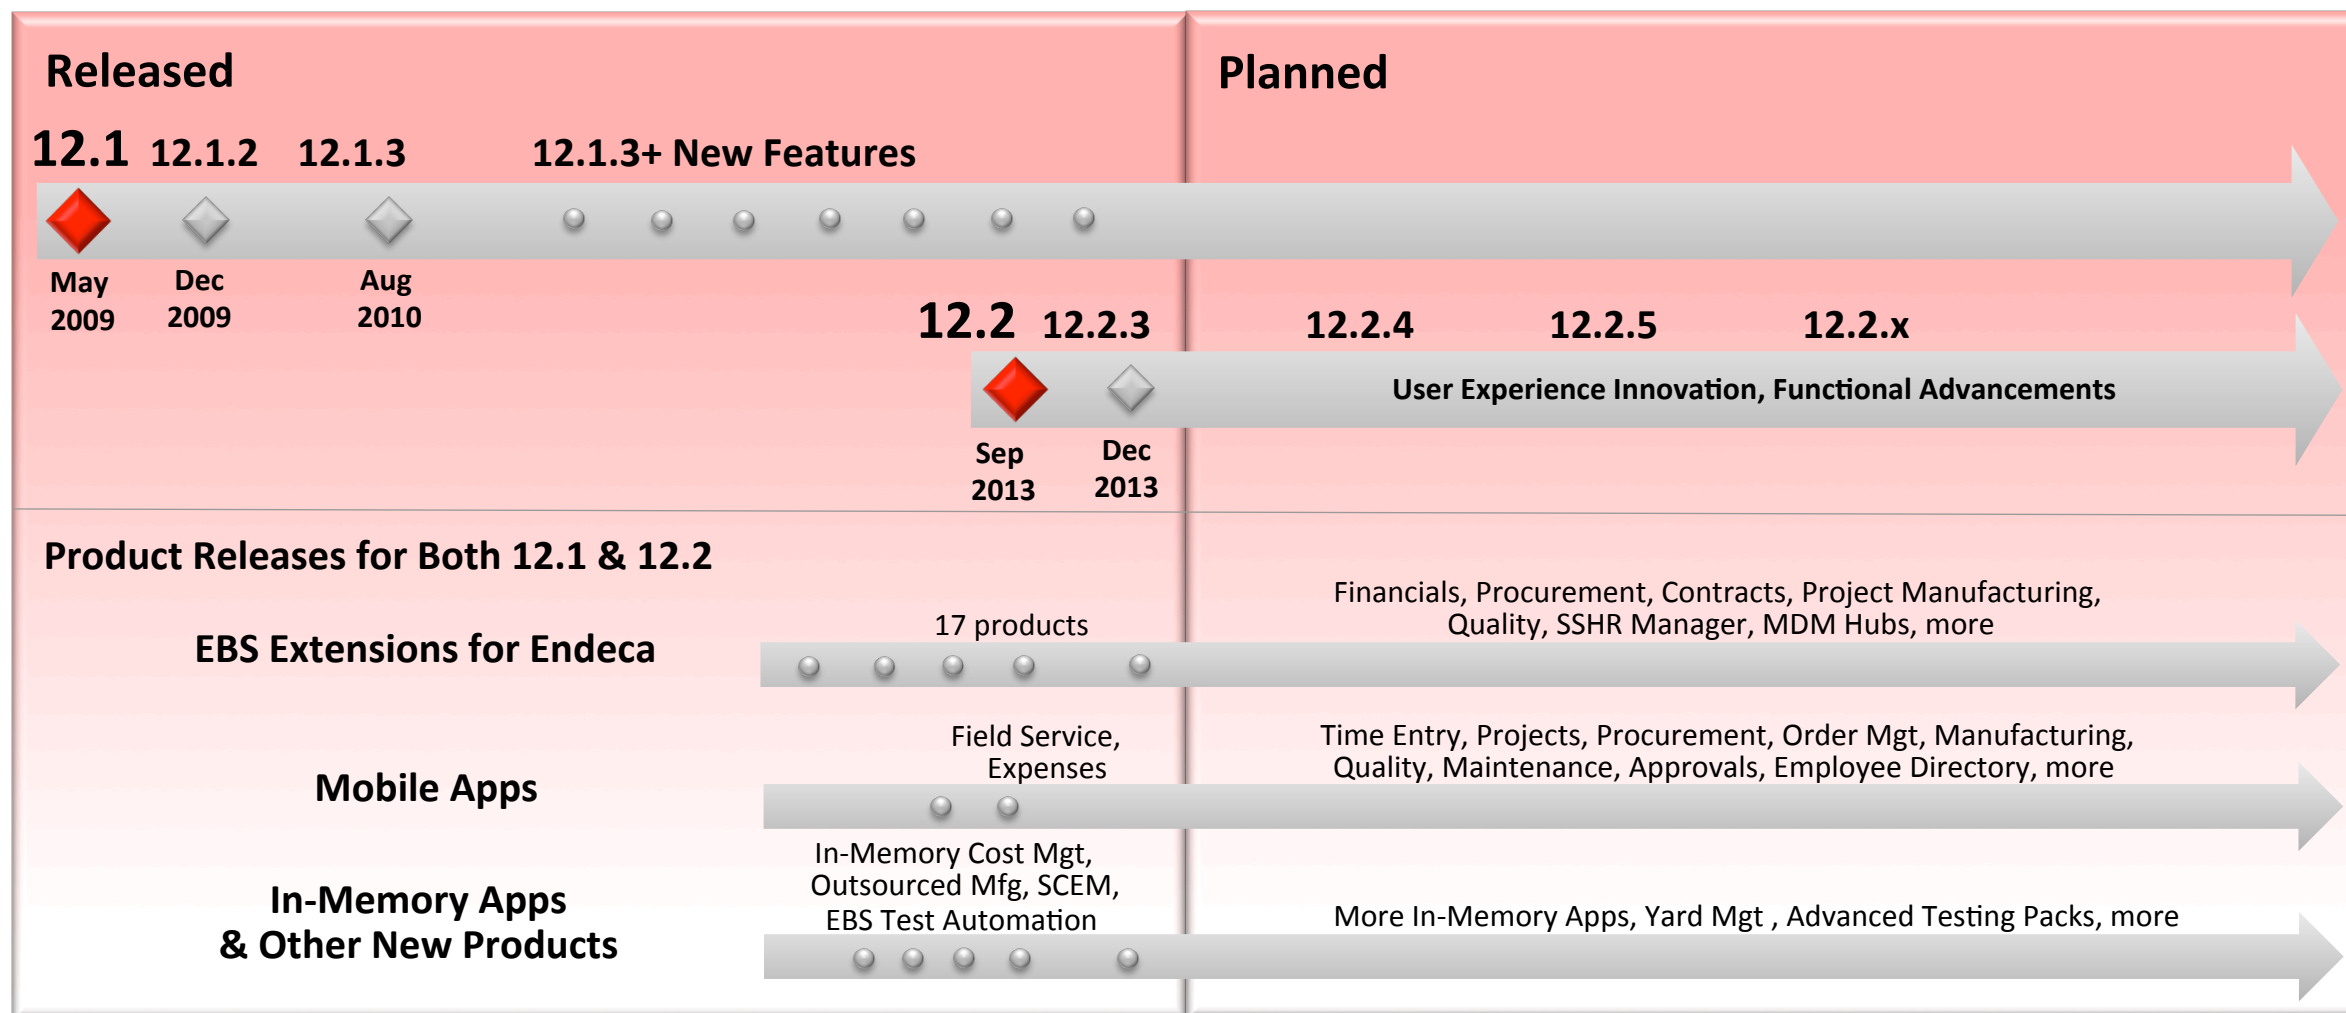 Released
Planned
12.1
12.1.2
12.1.3
12.1.3+ New Features
May
2009
Dec
2009
Aug
2010
12.2
12.2.3
12.2.4
12.2.5
12.2.x
User Experience Innovation, Functional Advancements
Sep
2013
Dec
2013
Product Releases for Both 12.1 & 12.2
EBS Extensions for Endeca
17 products
Financials, Procurement, Contracts, Project Manufacturing,
Quality, SSHR Manager, MDM Hubs, more
Mobile Apps
Field Service,
Expenses
Time Entry, Projects, Procurement, Order Mgt, Manufacturing,
Quality, Maintenance, Approvals, Employee Directory, more
In-Memory Apps
& Other New Products
In-Memory Cost Mgt,
Outsourced Mfg, SCEM,
EBS Test Automation
More In-Memory Apps, Yard Mgt , Advanced Testing Packs, more